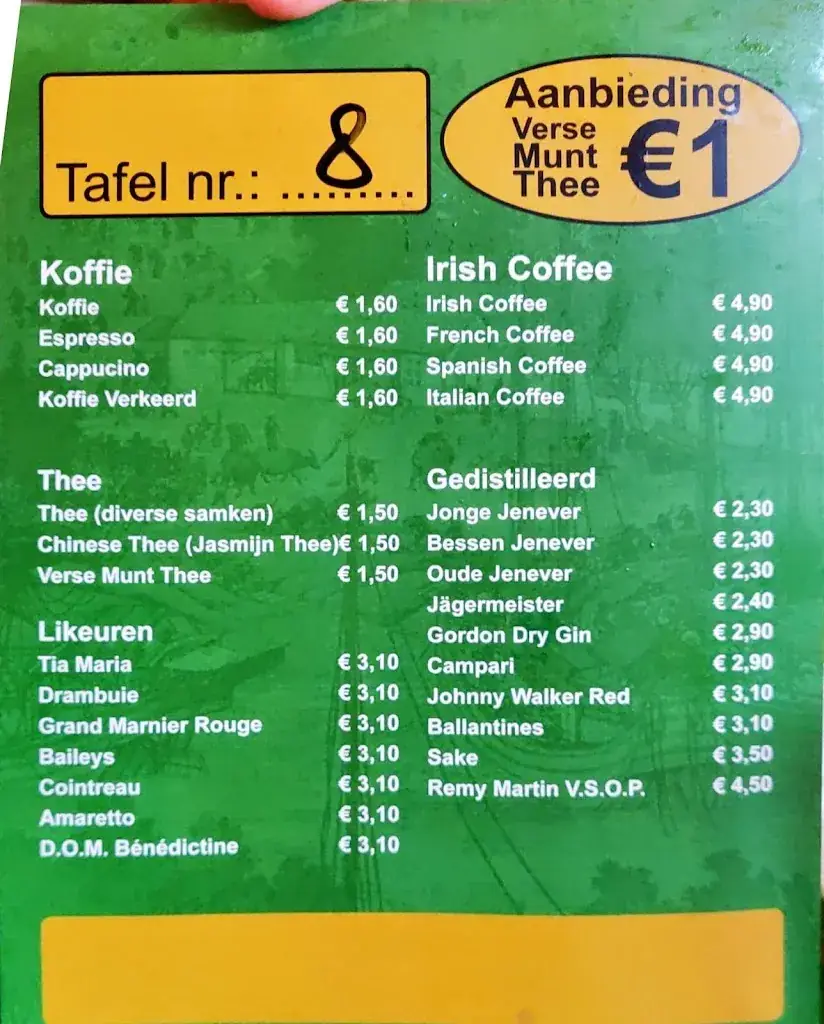 Tafel nr.: 8
Aanbieding
Verse
Munt
Thee
€1
Koffie
Koffie € 1,60
Espresso € 1,60
Cappucino € 1,60
Koffie Verkeerd € 1,60
Thee
Thee (diverse samken) € 1,50
Chinese Thee (Jasmijn Thee)€ 1,50
Verse Munt Thee € 1,50
Likeuren
Tia Maria € 3,10
Drambuie € 3,10
Grand Marnier Rouge € 3,10
Baileys € 3,10
Cointreau € 3,10
Amaretto € 3,10
D.O.M. Bénédictine € 3,10
Irish Coffee
Irish Coffee € 4,90
French Coffee € 4,90
Spanish Coffee € 4,90
Italian Coffee € 4,90
Gedistilleerd
Jonge Jenever € 2,30
Bessen Jenever € 2,30
Oude Jenever € 2,30
Jägermeister € 2,40
Gordon Dry Gin € 2,90
Campari € 2,90
Johnny Walker Red € 3,10
Ballantines € 3,10
Sake € 3,50
Remy Martin V.S.O.P. € 4,50